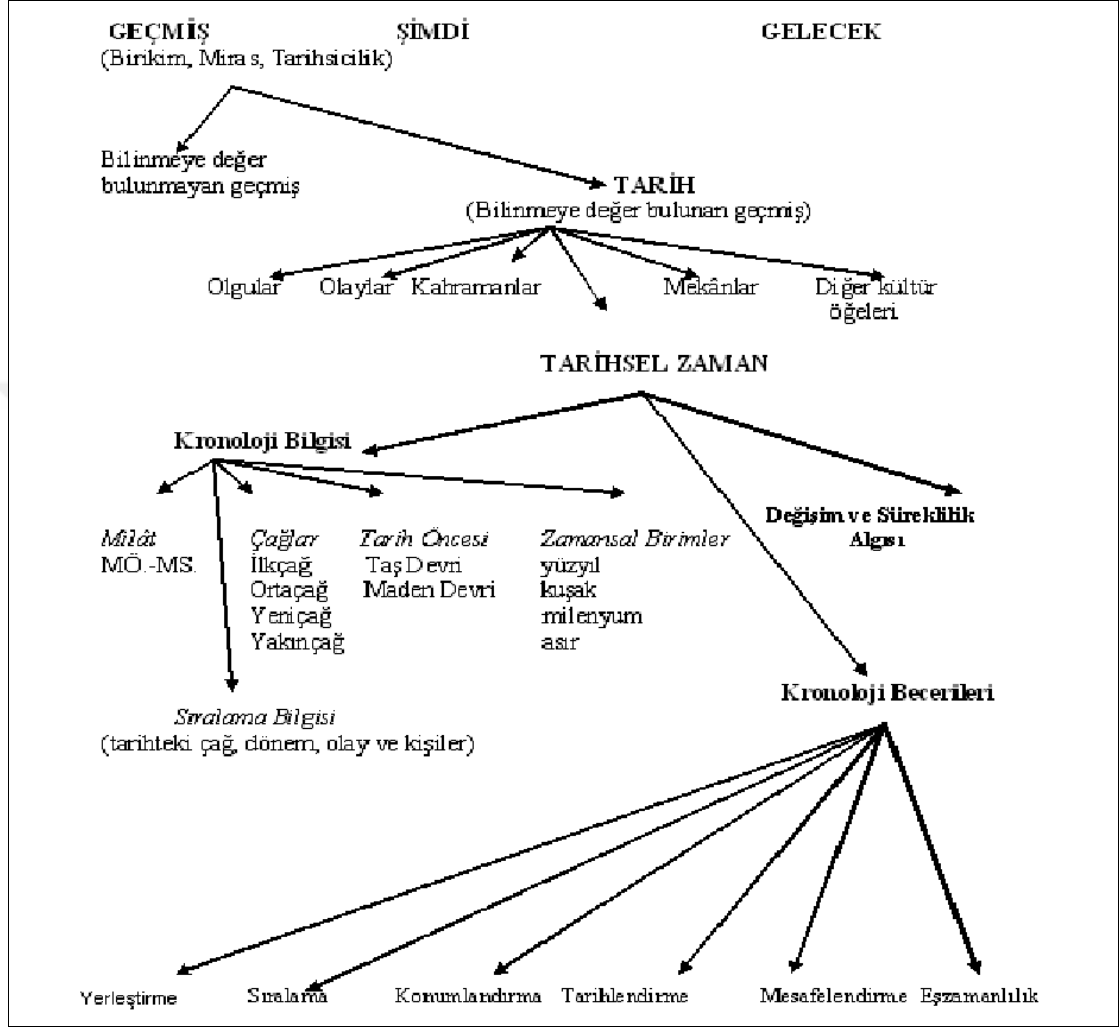 GEÇMİŞ ŞİMDİ GELECEK
(Birikim, Miras, Tarihsicilik)
Bilinmeye değer
bulunmayan geçmiş
TARİH
(Bilinmeye değer bulunan geçmiş)
Olgular Olaylar Kahramanlar Mekânlar Diğer kültür
öğeleri
TARİHSEL ZAMAN
Kronoloji Bilgisi
Değişim ve Süreklilik
Algısı
Milât Çağlar Tarih Öncesi Zamansal Birimler
MÖ.-MS. İlkçağ Taş Devri yüzyıl
Ortaçağ Maden Devri kuşak
Yeniçağ milenyum
Yakınçağ asır
Kronoloji Becerileri
Sıralama Bilgisi
(tarihteki çağ, dönem, olay ve kişiler)
Yerleştirme Sıralama Konumlandırma Tarihlendirme Mesafelendirme Eşzamanlılık